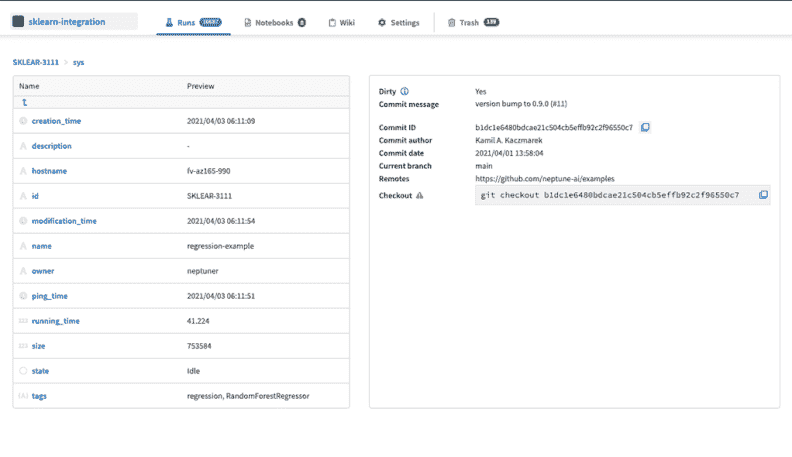 sklearn-integration
Runs Notebooks Wiki Settings Trash
SKLEAR-3111 > sys
Name Preview
creation_time 2021/04/03 06:11:09
description -
hostname fv-az165-990
id SKLEAR-3111
modification_time 2021/04/03 06:11:54
name regression-example
owner neptuner
ping_time 2021/04/03 06:11:51
running_time 41.224
size 753584
state Idle
tags regression, RandomForestRegressor
Dirty Yes
Commit message version bump to 0.9.0 (#11)
Commit ID b1dc1e6480bdcae21c504cb5effb92c2f96550c7
Commit author Kamil A. Kaczmarek
Commit date 2021/04/01 13:58:04
Current branch main
Remotes https://github.com/neptune-ai/examples
Checkout git checkout b1dc1e6480bdcae21c504cb5effb92c2f96550c7